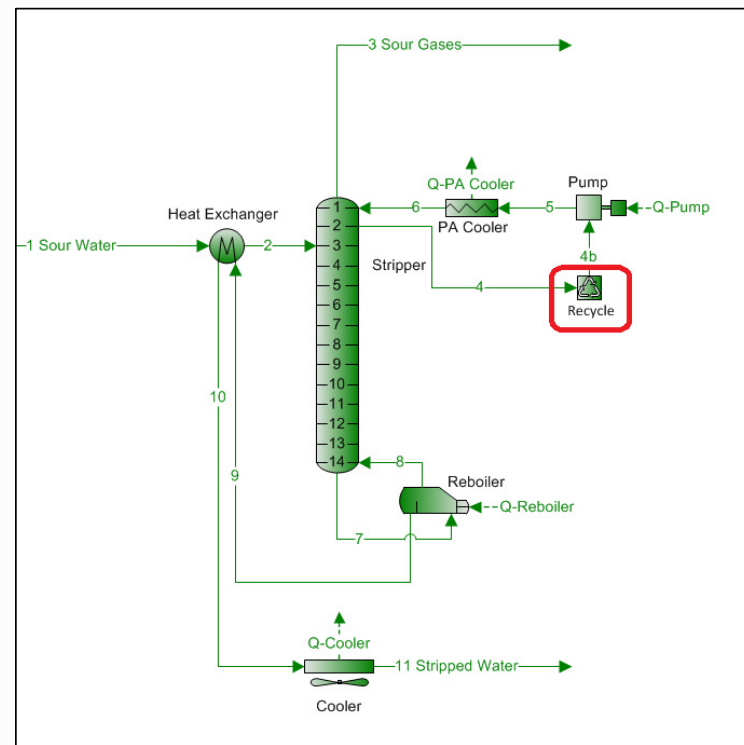 3 Sour Gases
Q-PA Cooler
Pump
Heat Exchanger
1
6
5
Q-Pump
2
PA Cooler
1 Sour Water
2
3
4b
Stripper
4
5
4
6
Recycle
7
8
9
10
10
11
12
13
9
14
8
Reboiler
Q-Reboiler
7
Q-Cooler
11 Stripped Water
Cooler